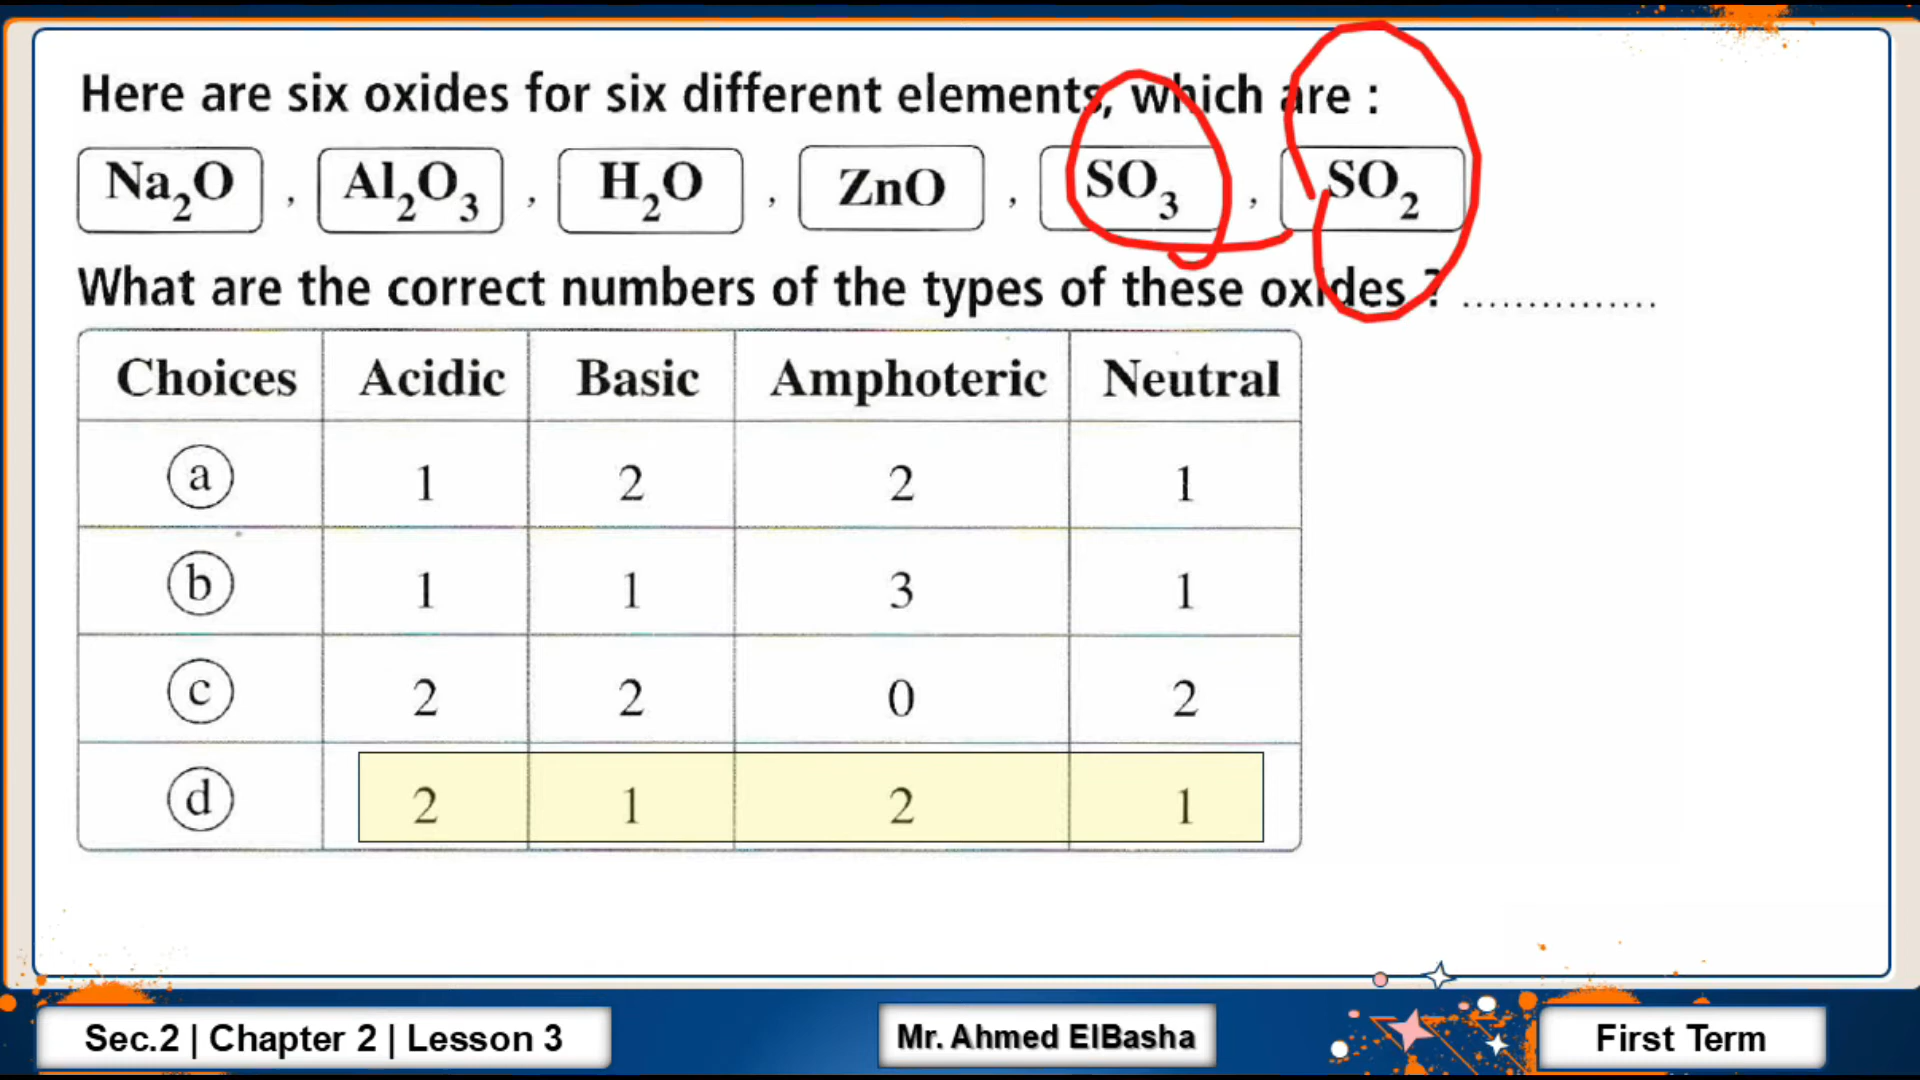 Here are six oxides for six different elements, which are :
Na₂O , Al₂O₃ , H₂O , ZnO , SO₃ , SO₂
What are the correct numbers of the types of these oxides ? ...............
Choices Acidic Basic Amphoteric Neutral
a 1 2 2 1
b 1 1 3 1
c 2 2 0 2
d 2 1 2 1
Sec.2 | Chapter 2 | Lesson 3
Mr. Ahmed ElBasha
First Term